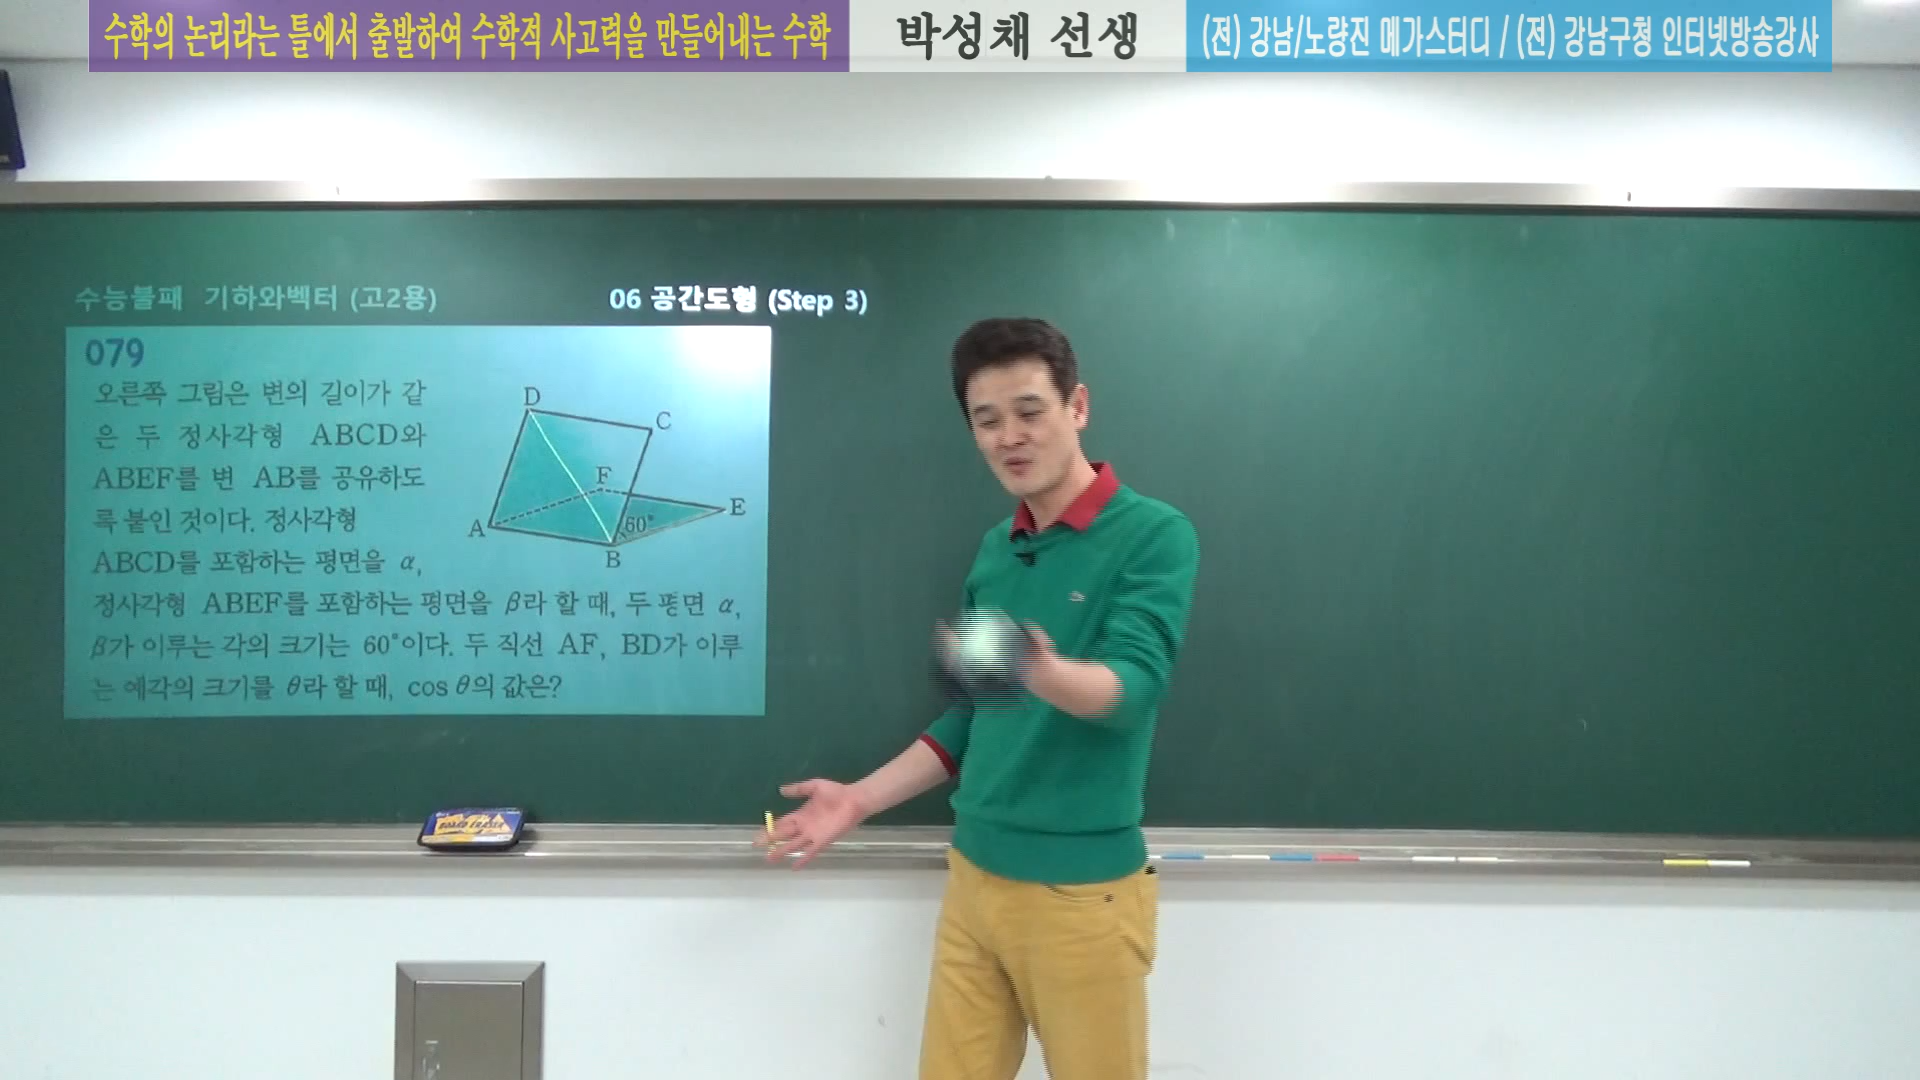 수학의 논리라는 틀에서 출발하여 수학적 사고력을 만들어내는 수학 박성채 선생 (전) 강남/노량진 메가스터디 / (전) 강남구청 인터넷방송강사
수능불패 기하와벡터 (고2용) 06 공간도형 (Step 3)
079
오른쪽 그림은 변의 길이가 같
은 두 정사각형 ABCD와
ABEF를 변 AB를 공유하도
록 붙인 것이다. 정사각형
ABCD를 포함하는 평면을 α,
정사각형 ABEF를 포함하는 평면을 β라 할 때, 두 평면 α,
β가 이루는 각의 크기는 60°이다. 두 직선 AF, BD가 이루
는 예각의 크기를 θ라 할 때, cos θ의 값은?
D
C
F
E
A
60°
B
BOARD ERASER